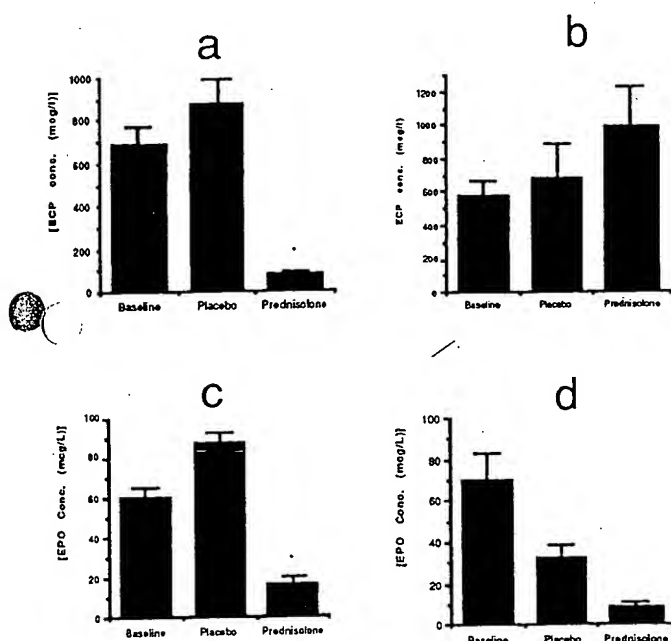 a
[ECP conc. (mcg/l)]
1000
800
600
400
200
0
Baseline Placebo Prednisolone
b
ECP conc. (mcg/l)
1200
1000
800
600
400
200
0
Baseline Placebo Prednisolone
c
[EPO Conc. (mcg/L)]
100
80
60
40
20
0
Baseline Placebo Prednisolone
d
[EPO Conc. (mcg/L)]
100
80
60
40
20
0
Baseline Placebo Prednisolone